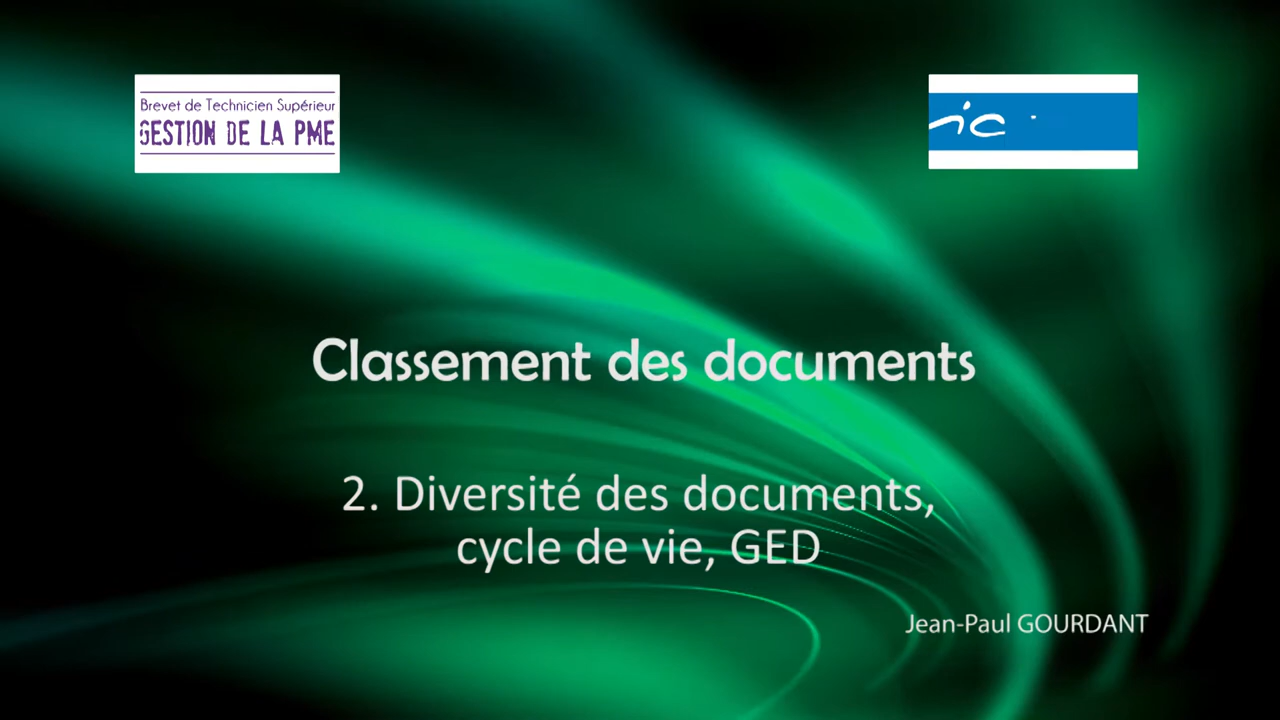 Brevet de Technicien Supérieur
GESTION DE LA PME
ic
Classement des documents
2. Diversité des documents,
cycle de vie, GED
Jean-Paul GOURDANT